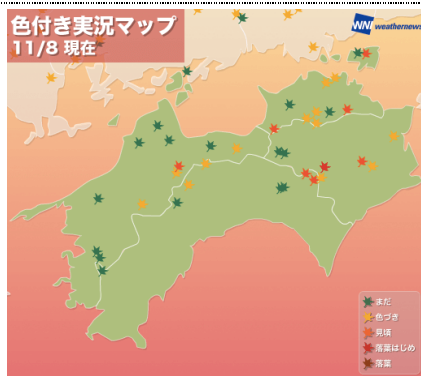 色付き実況マップ
11/8 現在
WNI weathernews
まだ
色づき
見頃
落葉はじめ
落葉